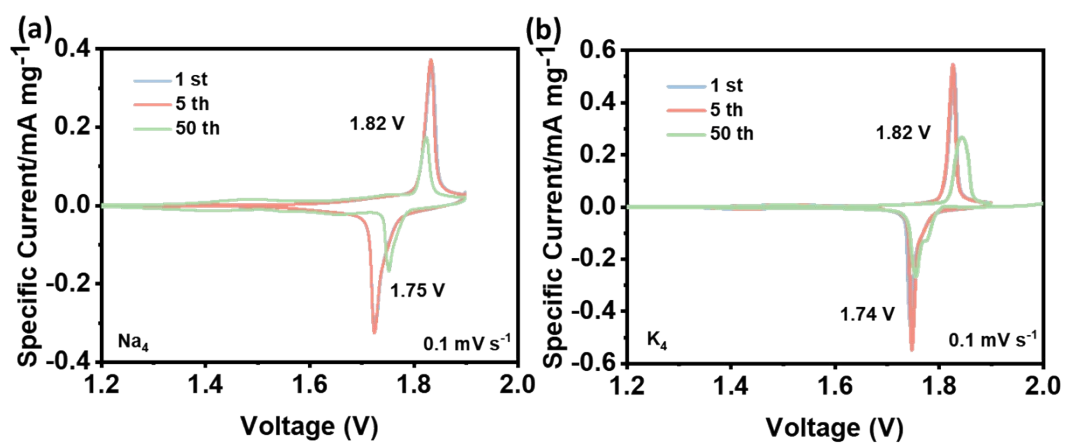 (a)
Specific Current/mA mg⁻¹
0.4
0.2
0.0
-0.2
-0.4
1 st
5 th
50 th
1.82 V
1.75 V
Na₄
0.1 mV s⁻¹
1.2
1.4
1.6
1.8
2.0
Voltage (V)
(b)
Specific Current/mA mg⁻¹
0.6
0.4
0.2
0.0
-0.2
-0.4
-0.6
1 st
5 th
50 th
1.82 V
1.74 V
K₄
0.1 mV s⁻¹
1.2
1.4
1.6
1.8
2.0
Voltage (V)